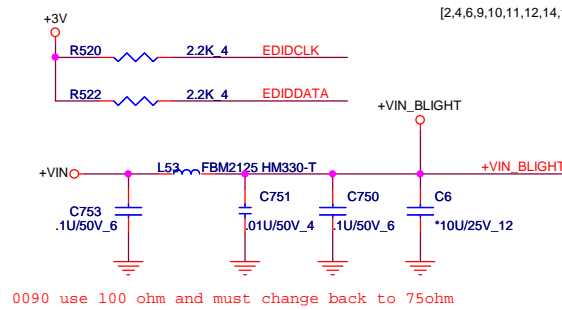 [2,4,6,9,10,11,12,14,
+3V
R520 2.2K_4 EDIDCLK
R522 2.2K_4 EDIDDATA
+VIN_BLIGHT
+VIN L53 FBM2125 HM330-T +VIN_BLIGHT
C753 .1U/50V_6
C751 .01U/50V_4
C750 .1U/50V_6
C6 *10U/25V_12
0090 use 100 ohm and must change back to 75ohm